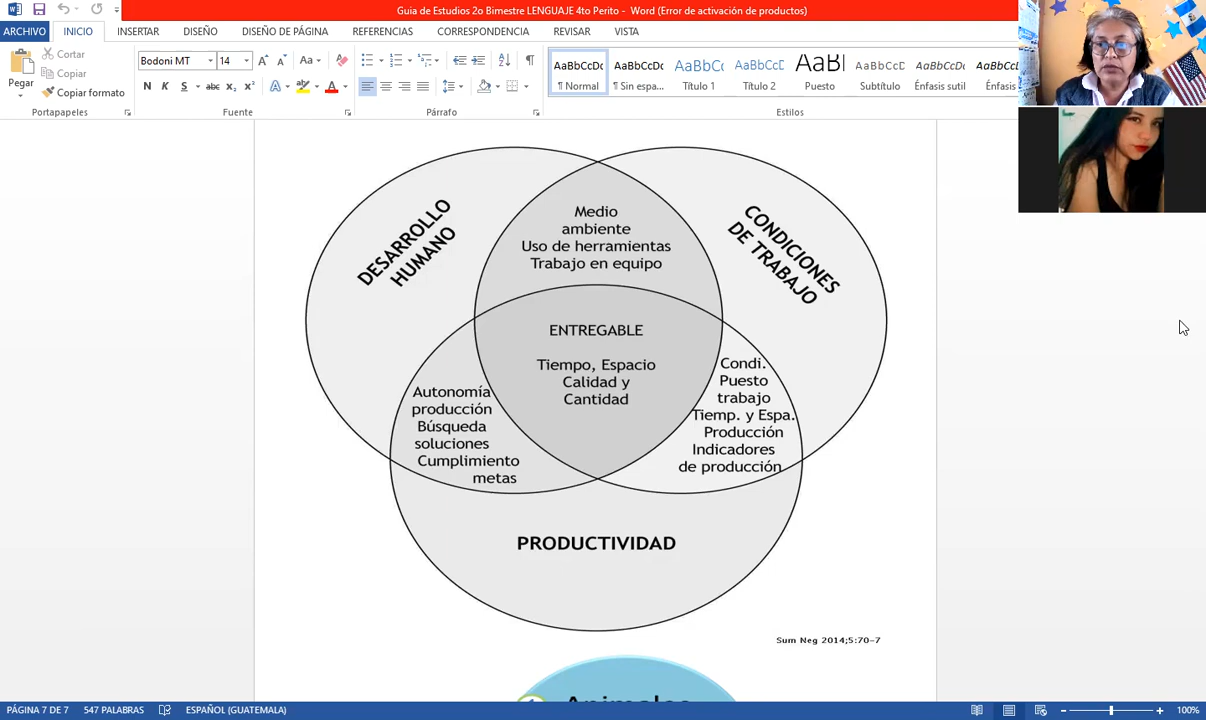 Guia de Estudios 2o Bimestre LENGUAJE 4to Perito - Word (Error de activación de productos)
ARCHIVO INICIO INSERTAR DISEÑO DISEÑO DE PÁGINA REFERENCIAS CORRESPONDENCIA REVISAR VISTA
Pegar
Cortar
Copiar
Copiar formato
Portapapeles
Bodoni MT 14
N K S abc x₂ x²
Fuente
Párrafo
AaBbCcDc AaBbCcDc AaBbCc AaBbCcD AaBl AaBbCcD AaBbCcDc AaBbCcDc
¶ Normal ¶ Sin espa... Título 1 Título 2 Puesto Subtítulo Énfasis sutil Énfasis
Estilos
DESARROLLO
HUMANO
Medio
ambiente
Uso de herramientas
Trabajo en equipo
CONDICIONES
DE TRABAJO
ENTREGABLE
Tiempo, Espacio
Calidad y
Cantidad
Autonomía
producción
Búsqueda
soluciones
Cumplimiento
metas
Condi.
Puesto
trabajo
Tiemp. y Espa.
Producción
Indicadores
de producción
PRODUCTIVIDAD
Sum Neg 2014;5:70-7
Animales
PÁGINA 7 DE 7 547 PALABRAS ESPAÑOL (GUATEMALA) 100%